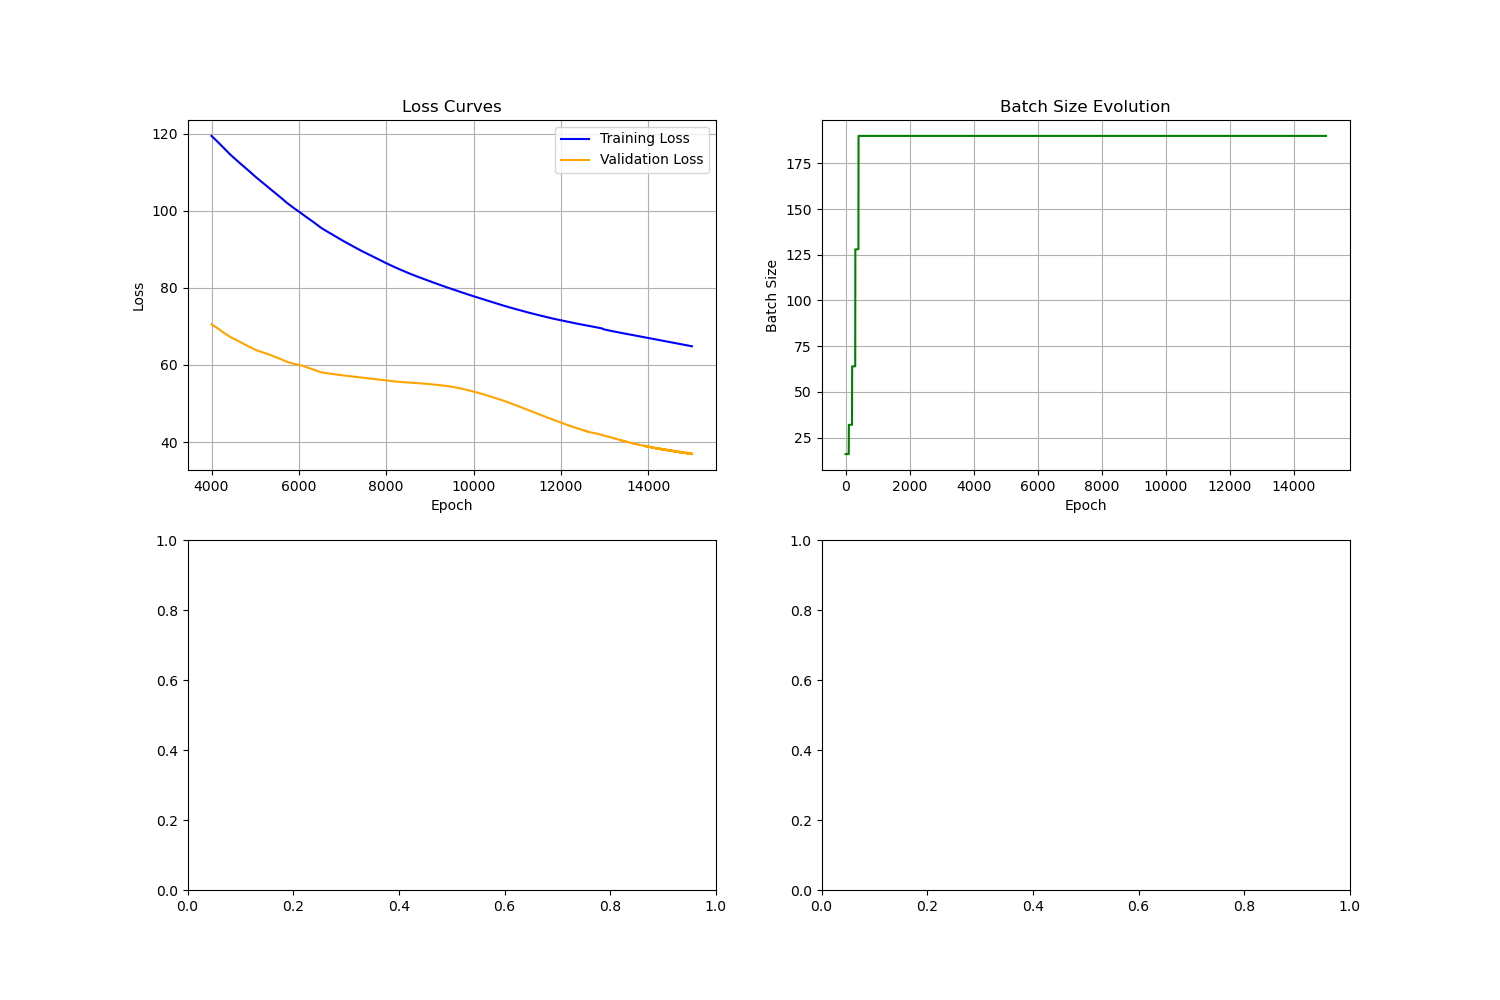 Loss Curves
120
100
80
60
40
Loss
Training Loss
Validation Loss
4000 6000 8000 10000 12000 14000
Epoch
Batch Size Evolution
175
150
125
100
75
50
25
Batch Size
0 2000 4000 6000 8000 10000 12000 14000
Epoch
1.0
0.8
0.6
0.4
0.2
0.0
0.0 0.2 0.4 0.6 0.8 1.0
1.0
0.8
0.6
0.4
0.2
0.0
0.0 0.2 0.4 0.6 0.8 1.0